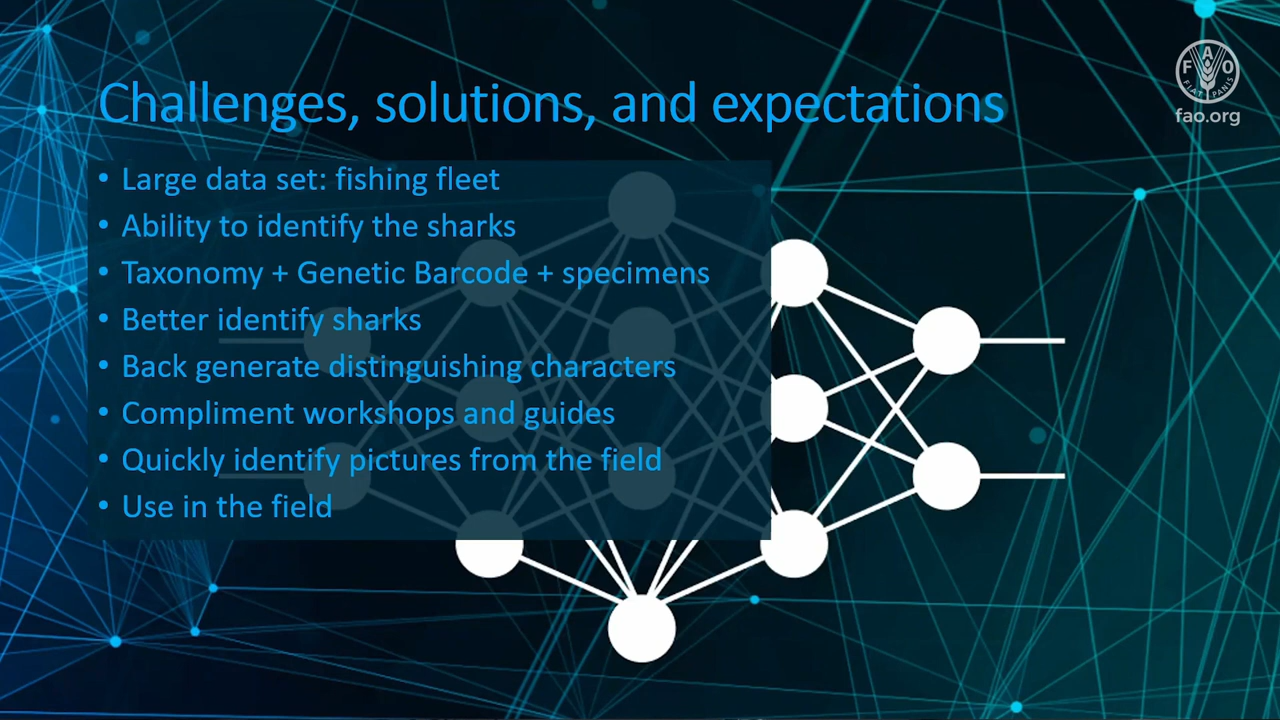 Challenges, solutions, and expectations
• Large data set: fishing fleet
• Ability to identify the sharks
• Taxonomy + Genetic Barcode + specimens
• Better identify sharks
• Back generate distinguishing characters
• Compliment workshops and guides
• Quickly identify pictures from the field
• Use in the field
F A O
FIAT PANIS
fao.org